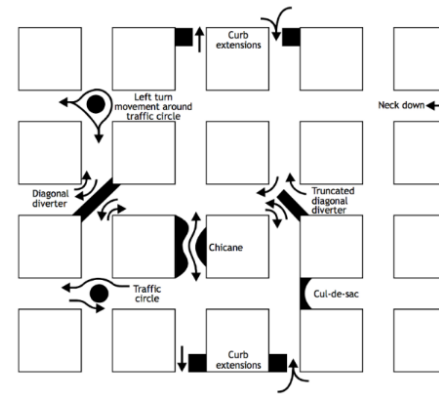 Curb
extensions
Left turn
movement around
traffic circle
Neck down
Diagonal
diverter
Truncated
diagonal
diverter
Chicane
Traffic
circle
Cul-de-sac
Curb
extensions